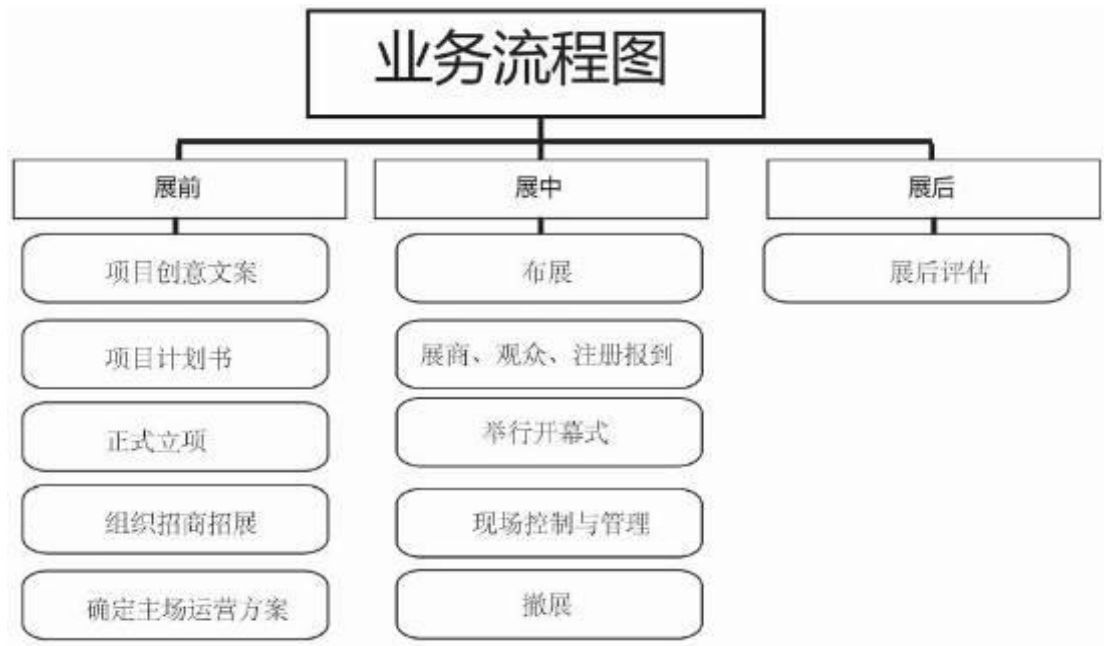 业务流程图
展前
项目创意文案
项目计划书
正式立项
组织招商招展
确定主场运营方案
展中
布展
展商、观众、注册报到
举行开幕式
现场控制与管理
撤展
展后
展后评估